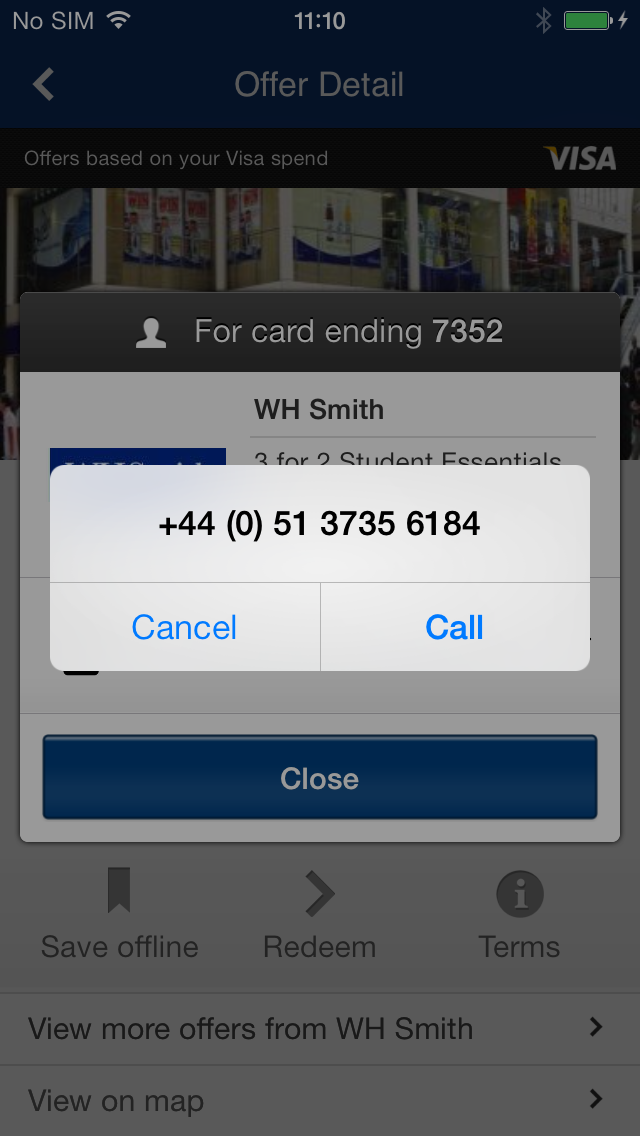 No SIM 11:10
Offer Detail
Offers based on your Visa spend VISA
For card ending 7352
WH Smith
3 for 2 Student Essentials
+44 (0) 51 3735 6184
Cancel Call
Close
Save offline Redeem Terms
View more offers from WH Smith
View on map